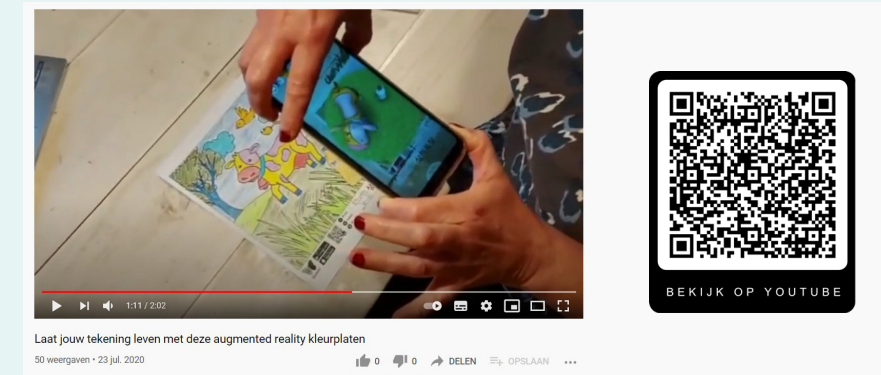 1:11 / 2:02
Laat jouw tekening leven met deze augmented reality kleurplaten
50 weergaven • 23 jul. 2020
0
0
DELEN
OPSLAAN
BEKIJK OP YOUTUBE